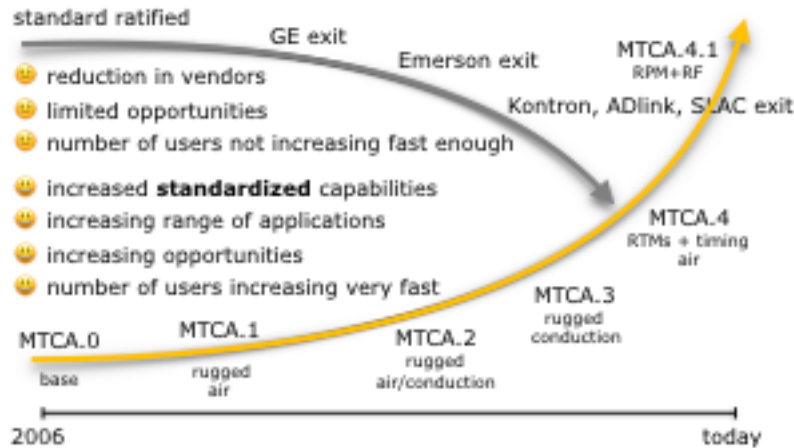 standard ratified
GE exit
Emerson exit
MTCA.4.1
RPM+RF
Kontron, ADlink, SLAC exit
reduction in vendors
limited opportunities
number of users not increasing fast enough
increased standardized capabilities
increasing range of applications
increasing opportunities
number of users increasing very fast
MTCA.4
RTMs + timing
air
MTCA.3
rugged
conduction
MTCA.2
rugged
air/conduction
MTCA.1
rugged
air
MTCA.0
base
2006
today